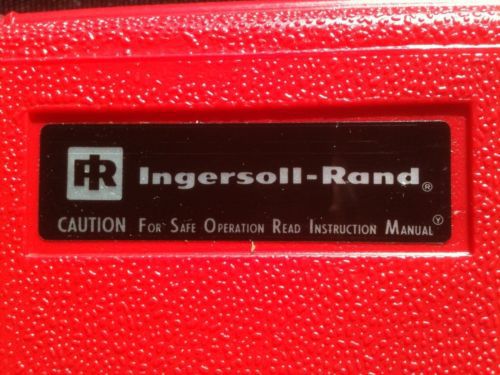 IR Ingersoll-Rand®
CAUTION FOR SAFE OPERATION READ INSTRUCTION MANUAL Ⓨ